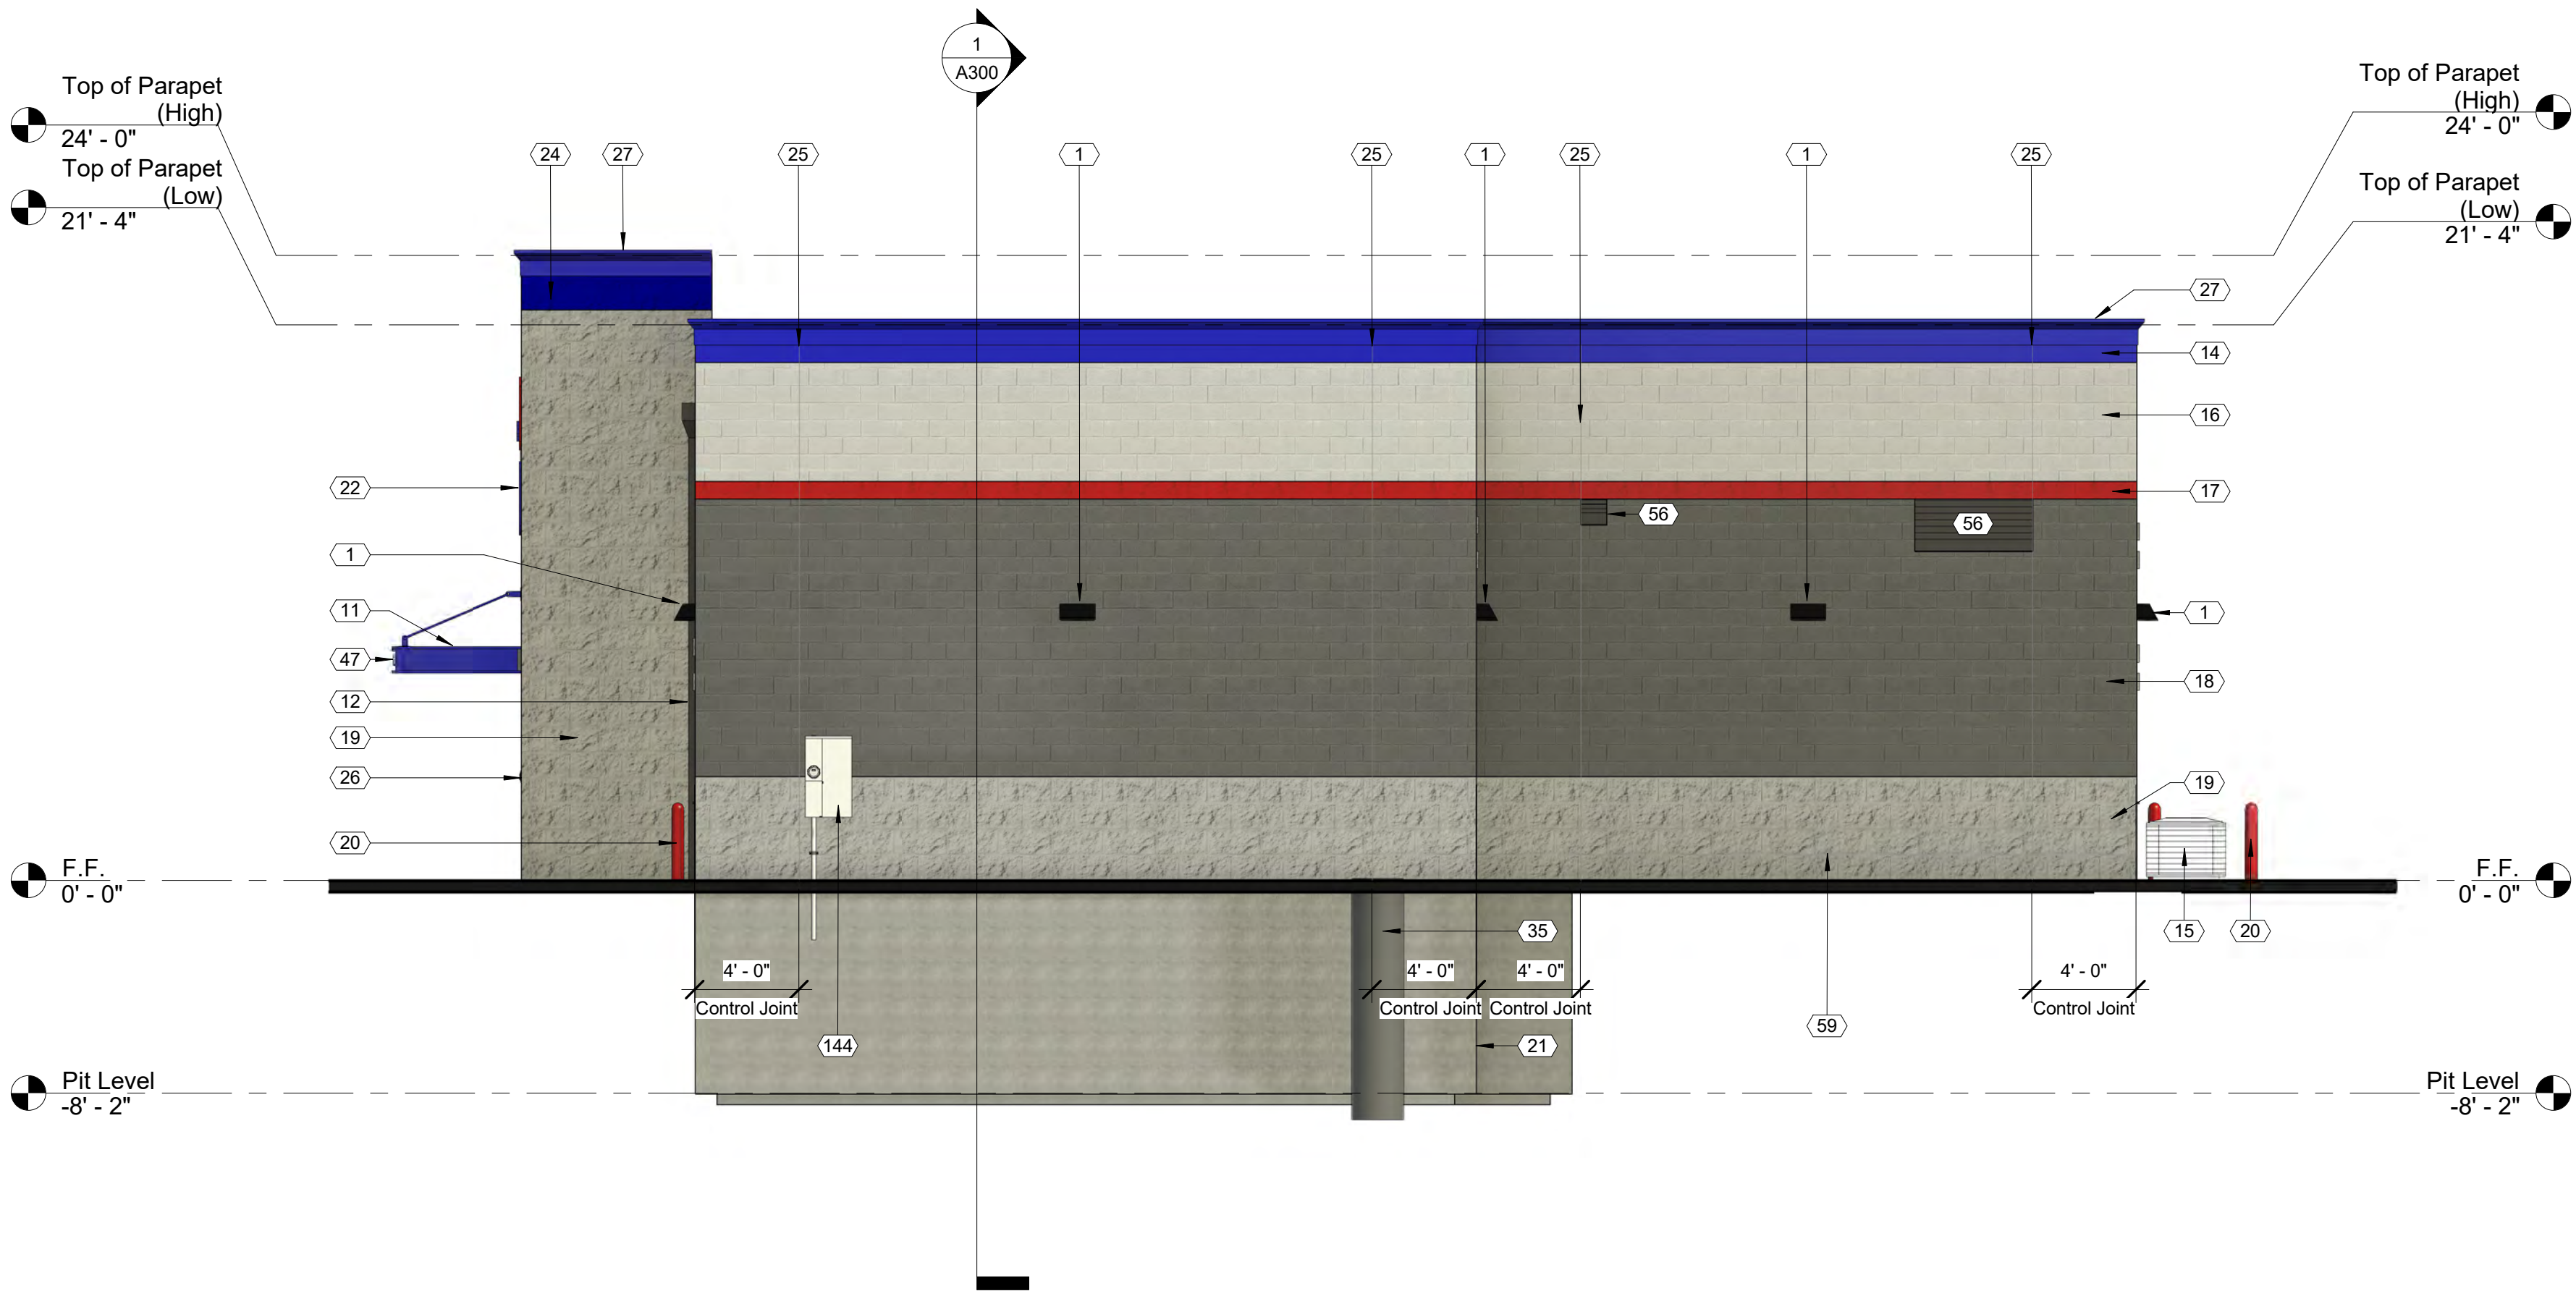 1
A300
Top of Parapet
(High)
24' - 0"
Top of Parapet
(Low)
21' - 4"
Top of Parapet
(High)
24' - 0"
Top of Parapet
(Low)
21' - 4"
24
27
25
1
25
1
25
1
25
27
14
16
17
22
56
56
1
11
1
47
18
12
19
26
19
20
F.F.
0' - 0"
F.F.
0' - 0"
35
15
20
4' - 0"
4' - 0"
4' - 0"
4' - 0"
Control Joint
Control Joint
Control Joint
Control Joint
59
144
21
Pit Level
-8' - 2"
Pit Level
-8' - 2"